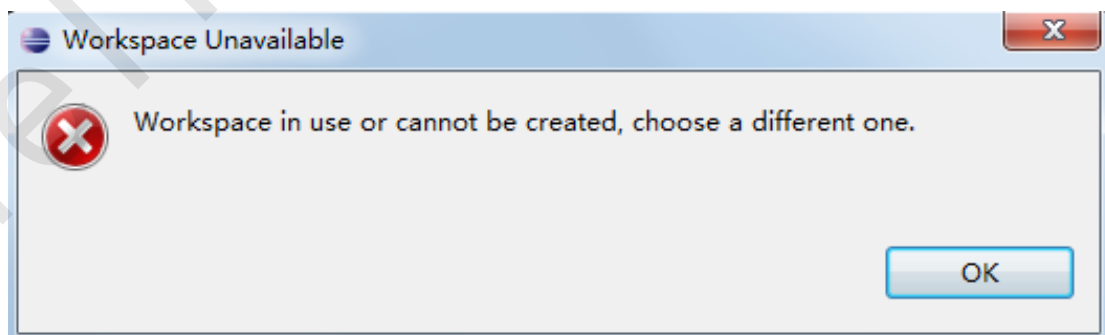 Workspace Unavailable
Workspace in use or cannot be created, choose a different one.
OK